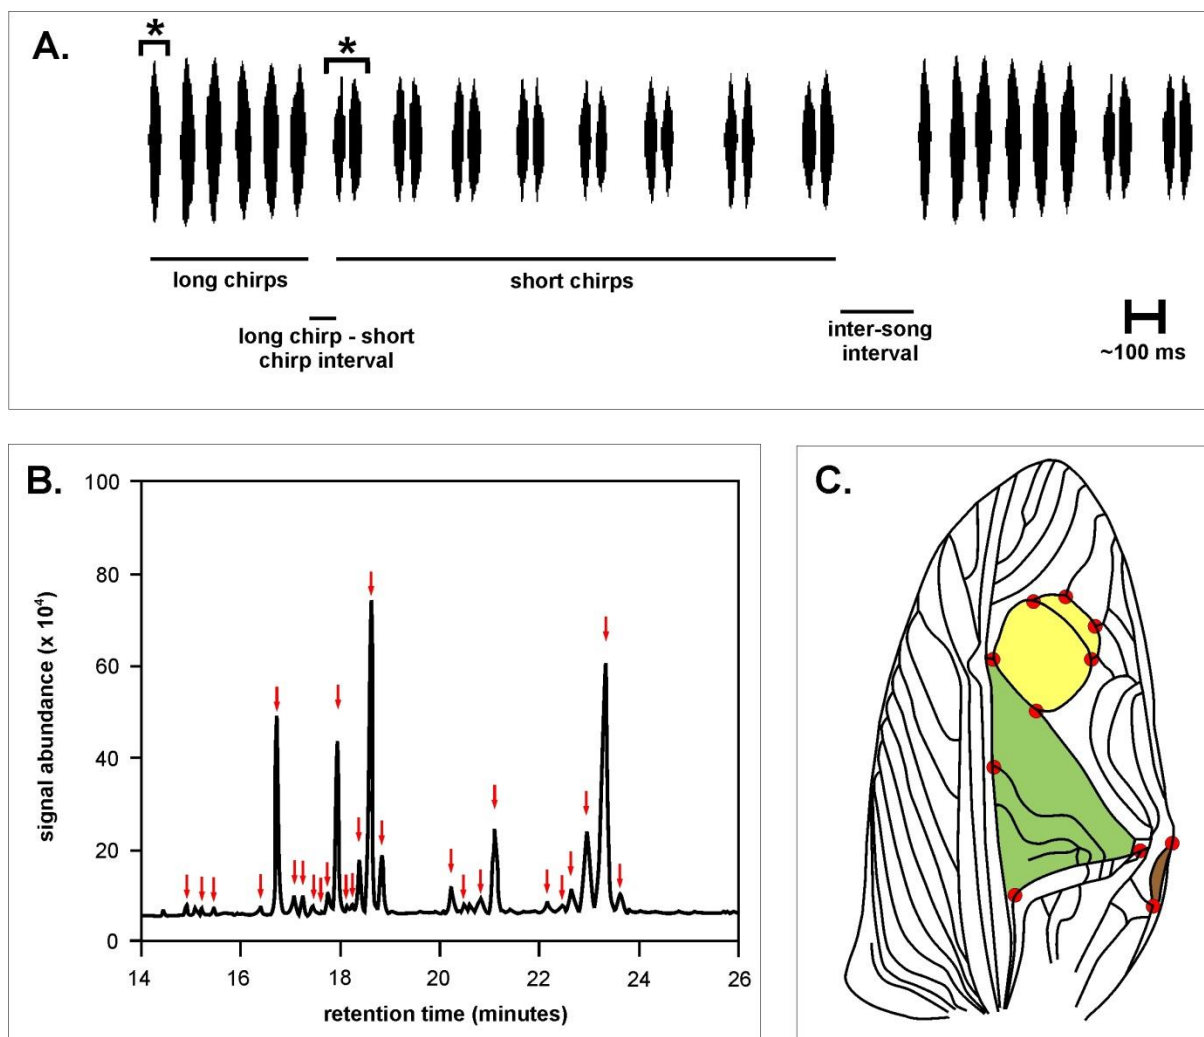 A.
*
*
long chirps
short chirps
long chirp - short
chirp interval
inter-song
interval
~100 ms
B.
100
80
60
40
20
0
signal abundance (x 10⁴)
14
16
18
20
22
24
26
retention time (minutes)
C.